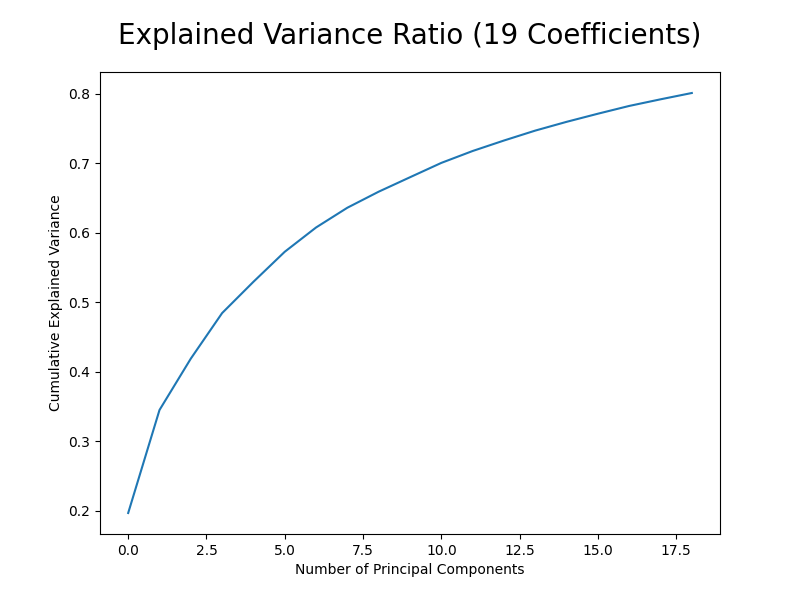 Explained Variance Ratio (19 Coefficients)
Cumulative Explained Variance
0.8
0.7
0.6
0.5
0.4
0.3
0.2
0.0 2.5 5.0 7.5 10.0 12.5 15.0 17.5
Number of Principal Components